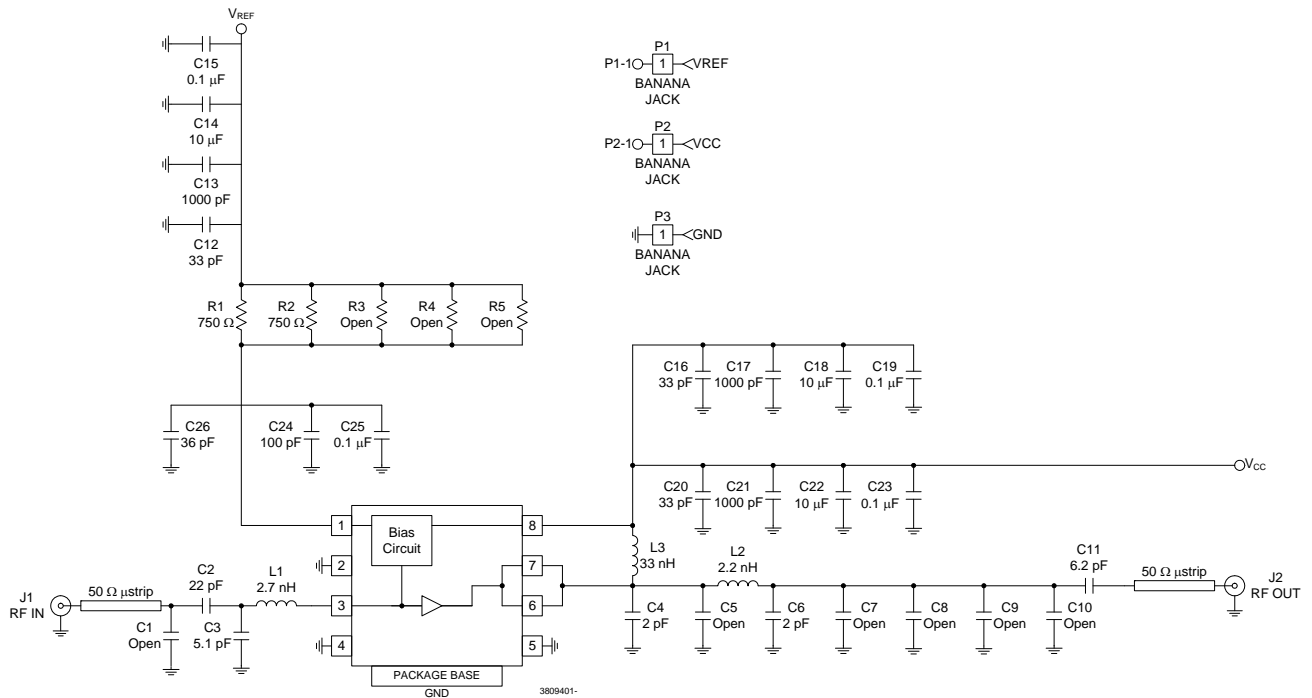 VREF
C15
0.1 μF
C14
10 μF
C13
1000 pF
C12
33 pF
P1
P1-1 1 VREF
BANANA
JACK
P2
P2-1 1 VCC
BANANA
JACK
P3
1 GND
BANANA
JACK
R1
750 Ω
R2
750 Ω
R3
Open
R4
Open
R5
Open
C16
33 pF
C17
1000 pF
C18
10 μF
C19
0.1 μF
C26
36 pF
C24
100 pF
C25
0.1 μF
VCC
C20
33 pF
C21
1000 pF
C22
10 μF
C23
0.1 μF
1
Bias
Circuit
8
2
7
3
6
4
5
PACKAGE BASE
GND
3809401-
L3
33 nH
L2
2.2 nH
C11
6.2 pF
50 Ω μstrip
J2
RF OUT
J1
RF IN
50 Ω μstrip
C2
22 pF
L1
2.7 nH
C1
Open
C3
5.1 pF
C4
2 pF
C5
Open
C6
2 pF
C7
Open
C8
Open
C9
Open
C10
Open